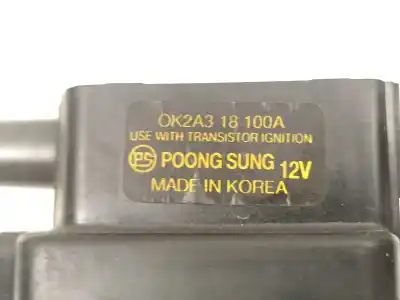 OK2A3 18 100A
USE WITH TRANSISTOR IGNITION
PS POONG SUNG 12V
MADE IN KOREA